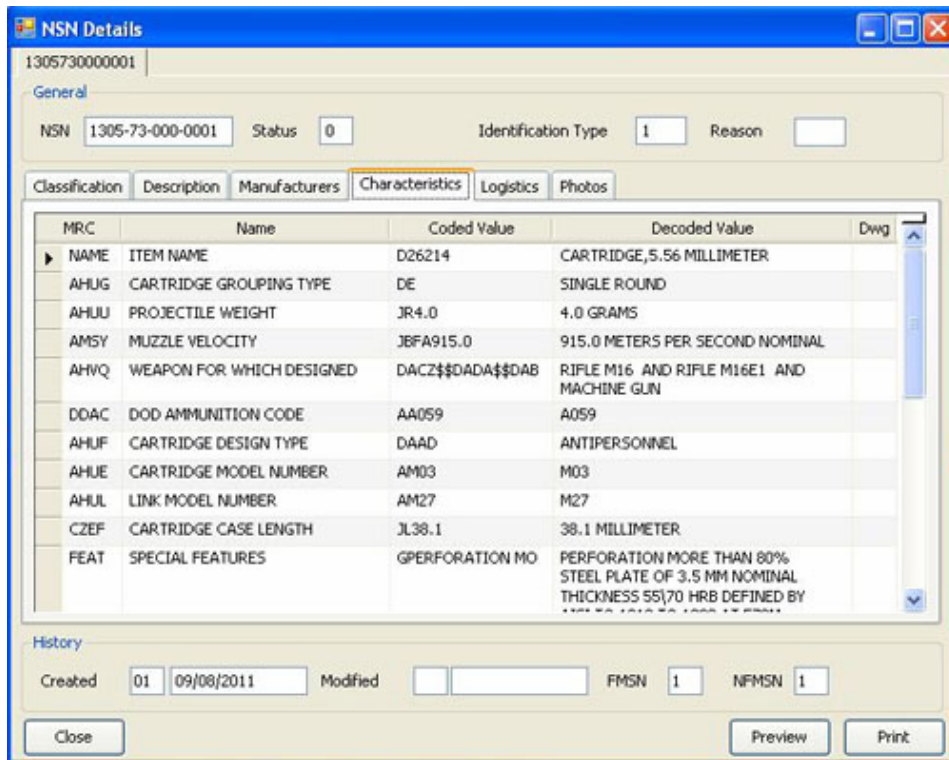 NSN Details
1305730000001
General
NSN 1305-73-000-0001 Status 0 Identification Type 1 Reason
Classification Description Manufacturers Characteristics Logistics Photos
MRC Name Coded Value Decoded Value Dwg
NAME ITEM NAME D26214 CARTRIDGE,5.56 MILLIMETER
AHUG CARTRIDGE GROUPING TYPE DE SINGLE ROUND
AHUU PROJECTILE WEIGHT JR4.0 4.0 GRAMS
AMSY MUZZLE VELOCITY JBFA915.0 915.0 METERS PER SECOND NOMINAL
AHVQ WEAPON FOR WHICH DESIGNED DACZ$$DADA$$DAB RIFLE M16 AND RIFLE M16E1 AND
MACHINE GUN
DDAC DOD AMMUNITION CODE AA059 A059
AHUF CARTRIDGE DESIGN TYPE DAAD ANTIPERSONNEL
AHUE CARTRIDGE MODEL NUMBER AM03 M03
AHUL LINK MODEL NUMBER AM27 M27
CZEF CARTRIDGE CASE LENGTH JL38.1 38.1 MILLIMETER
FEAT SPECIAL FEATURES GPERFORATION MO PERFORATION MORE THAN 80%
STEEL PLATE OF 3.5 MM NOMINAL
THICKNESS 55\70 HRB DEFINED BY
History
Created 01 09/08/2011 Modified FMSN 1 NFMSN 1
Close Preview Print